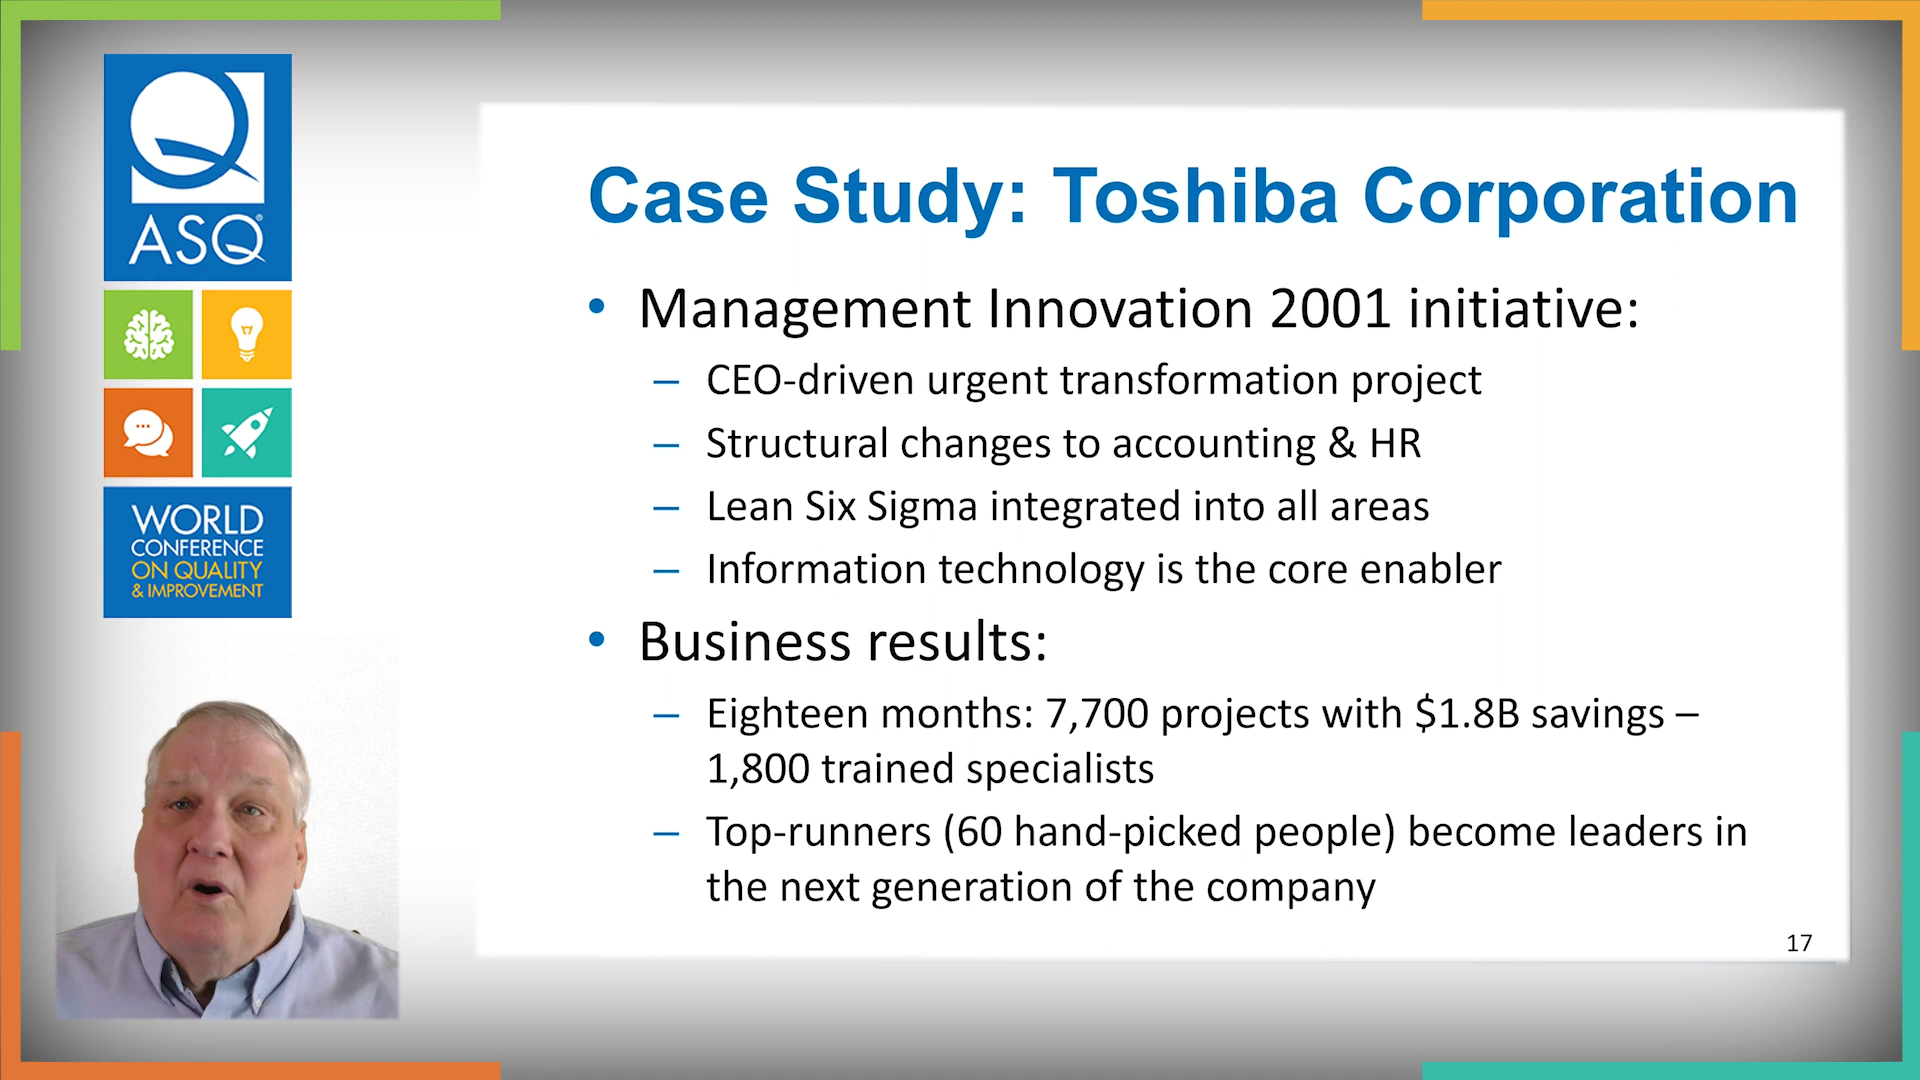 ASQ®
WORLD
CONFERENCE
ON QUALITY
& IMPROVEMENT
Case Study: Toshiba Corporation
• Management Innovation 2001 initiative:
– CEO-driven urgent transformation project
– Structural changes to accounting & HR
– Lean Six Sigma integrated into all areas
– Information technology is the core enabler
• Business results:
– Eighteen months: 7,700 projects with $1.8B savings –
1,800 trained specialists
– Top-runners (60 hand-picked people) become leaders in
the next generation of the company
17